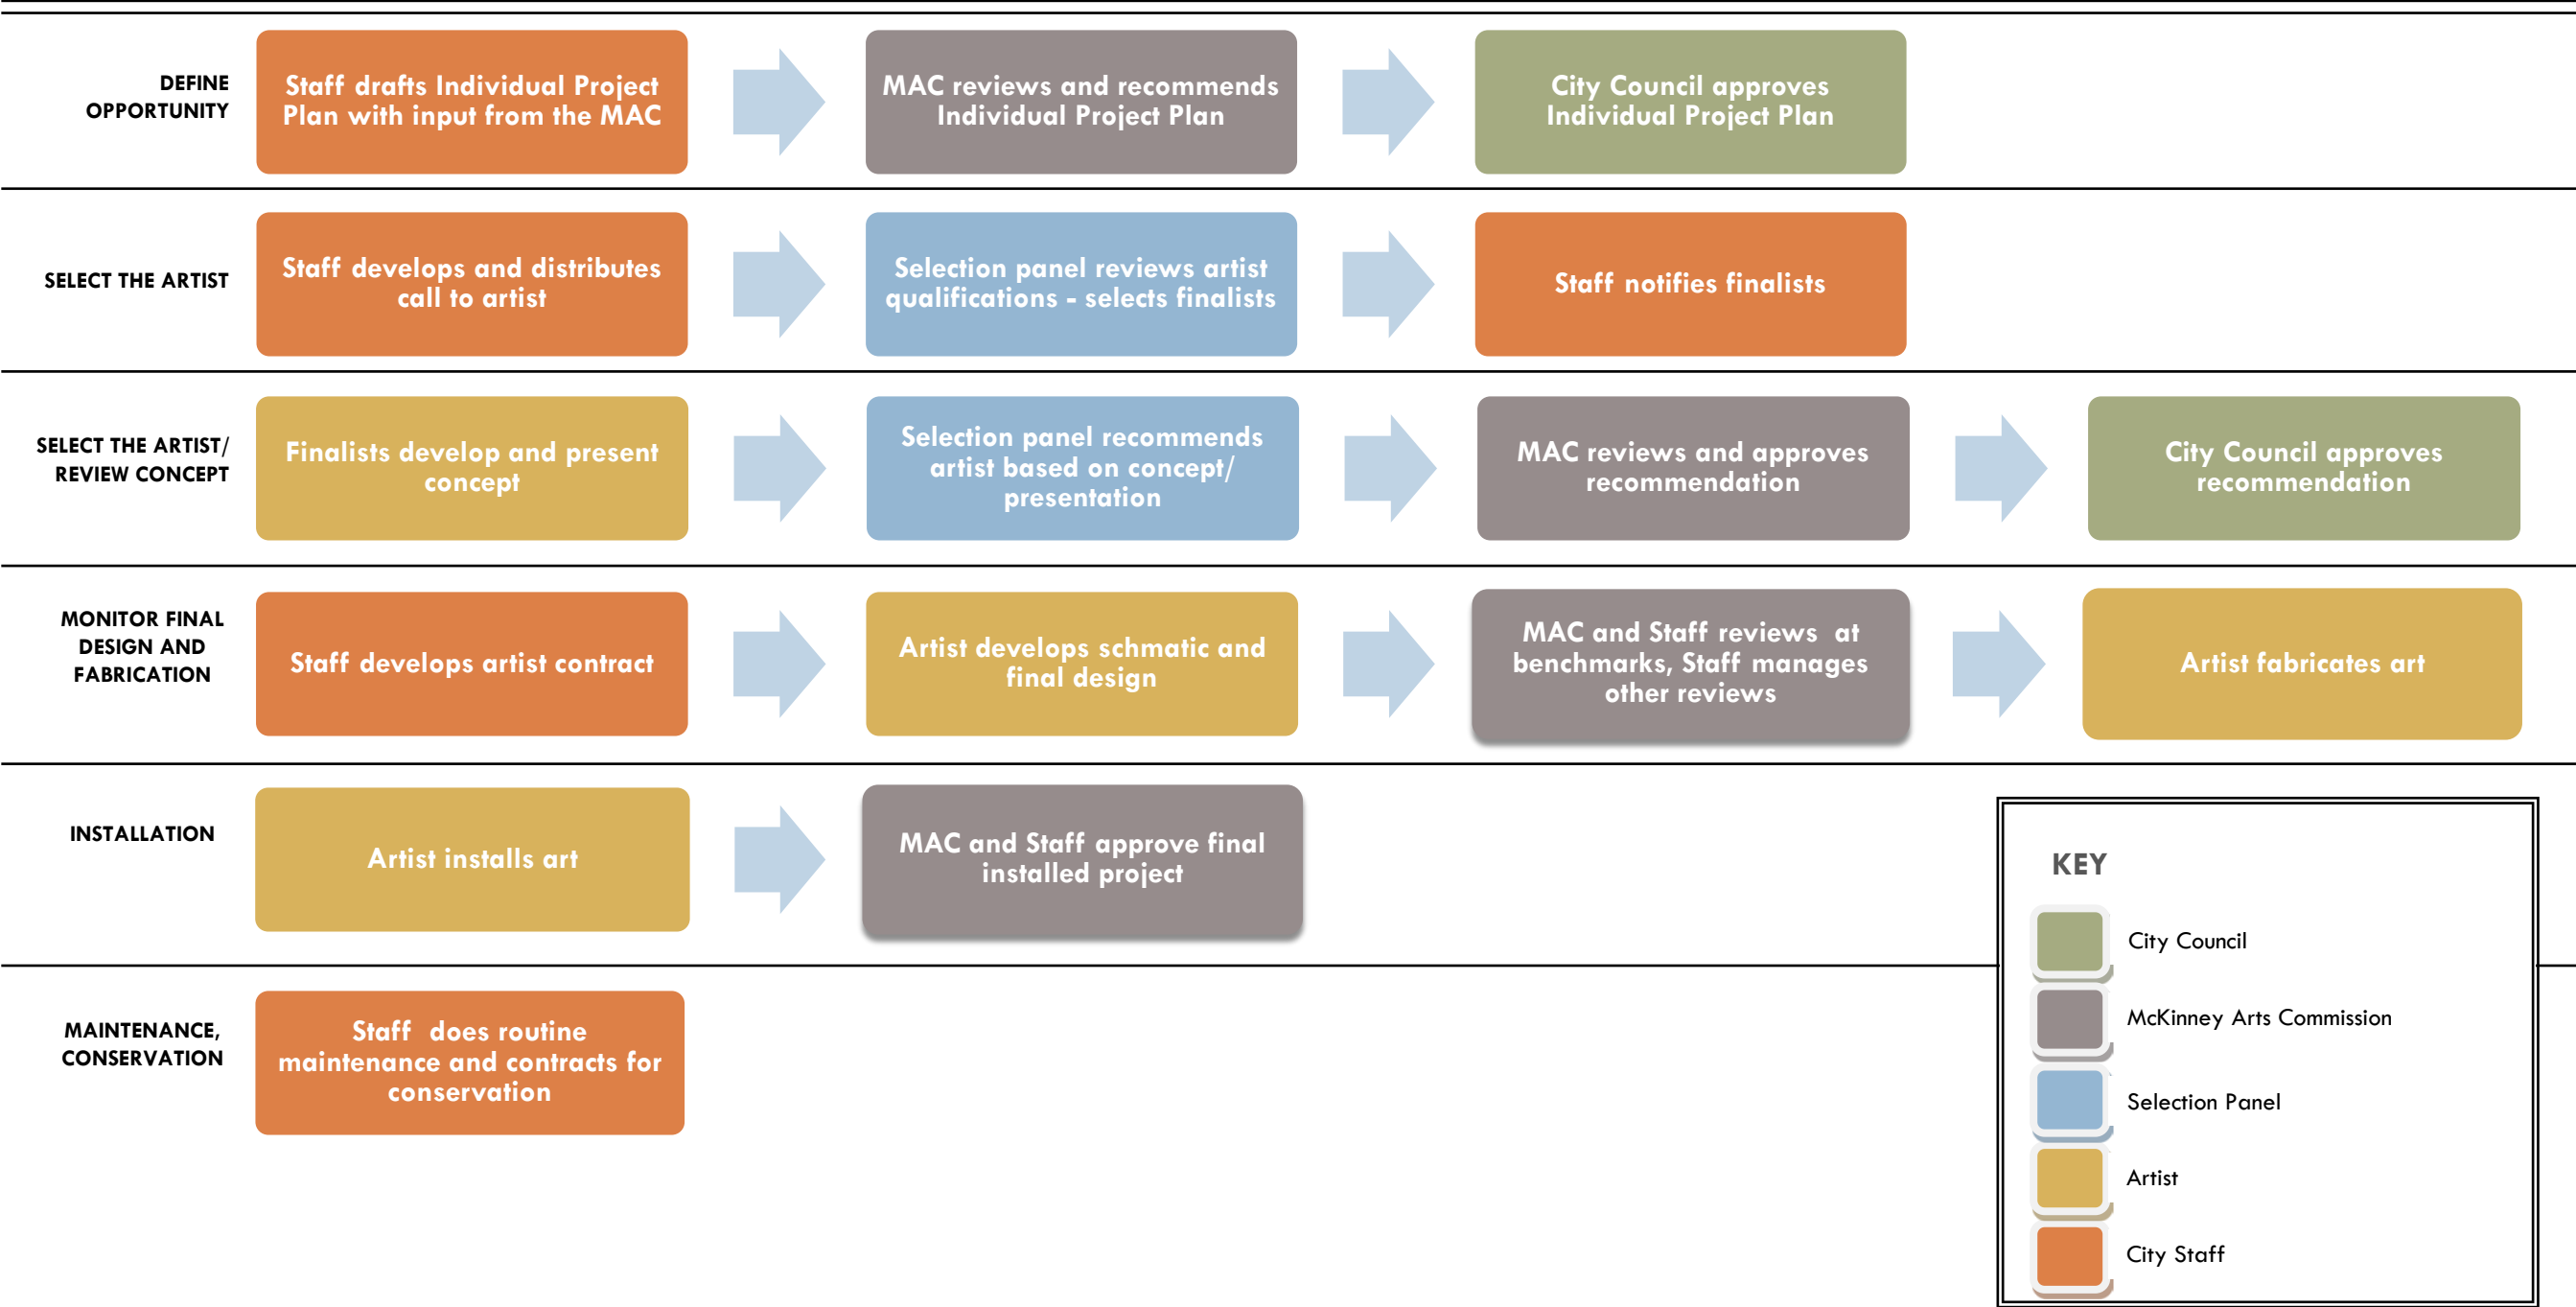 DEFINE
OPPORTUNITY
Staff drafts Individual Project
Plan with input from the MAC
MAC reviews and recommends
Individual Project Plan
City Council approves
Individual Project Plan
SELECT THE ARTIST
Staff develops and distributes
call to artist
Selection panel reviews artist
qualifications - selects finalists
Staff notifies finalists
SELECT THE ARTIST/
REVIEW CONCEPT
Finalists develop and present
concept
Selection panel recommends
artist based on concept/
presentation
MAC reviews and approves
recommendation
City Council approves
recommendation
MONITOR FINAL
DESIGN AND
FABRICATION
Staff develops artist contract
Artist develops schmatic and
final design
MAC and Staff reviews at
benchmarks, Staff manages
other reviews
Artist fabricates art
INSTALLATION
Artist installs art
MAC and Staff approve final
installed project
MAINTENANCE,
CONSERVATION
Staff does routine
maintenance and contracts for
conservation
KEY
City Council
McKinney Arts Commission
Selection Panel
Artist
City Staff